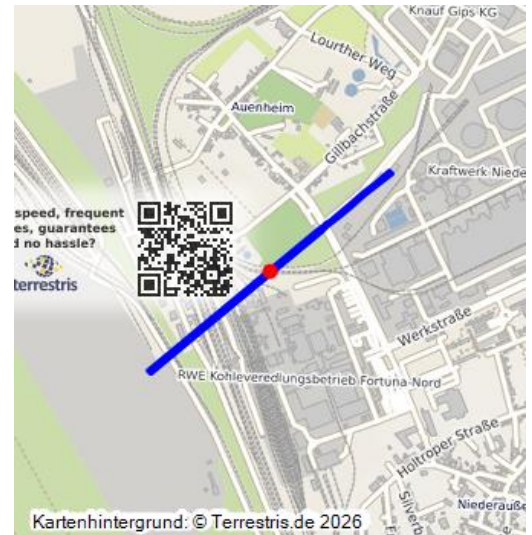 Knauf Gips KG
Lourther Weg
Auenheim
Gillbachstraße
Kraftwerk Niede
speed, frequent
es, guarantees
d no hassle?
terrestris
Werkstraße
RWE Kohleveredlungsbetrieb Fortuna-Nord
Holtroper Straße
Silverb
Niederauße
Kartenhintergrund: © Terrestris.de 2026